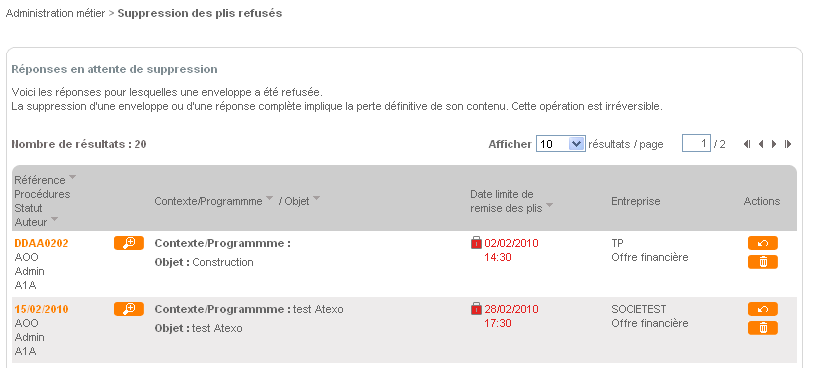 Administration métier > Suppression des plis refusés
Réponses en attente de suppression
Voici les réponses pour lesquelles une enveloppe a été refusée.
La suppression d'une enveloppe ou d'une réponse complète implique la perte définitive de son contenu. Cette opération est irréversible.
Nombre de résultats : 20
Afficher 10 résultats / page 1 / 2
Référence
Procédures
Statut
Auteur
Contexte/Programmme / Objet
Date limite de
remise des plis
Entreprise
Actions
DDAA0202
AOO
Admin
A1A
Contexte/Programmme :
Objet : Construction
02/02/2010
14:30
TP
Offre financière
15/02/2010
AOO
Admin
A1A
Contexte/Programmme : test Atexo
Objet : test Atexo
28/02/2010
17:30
SOCIETEST
Offre financière